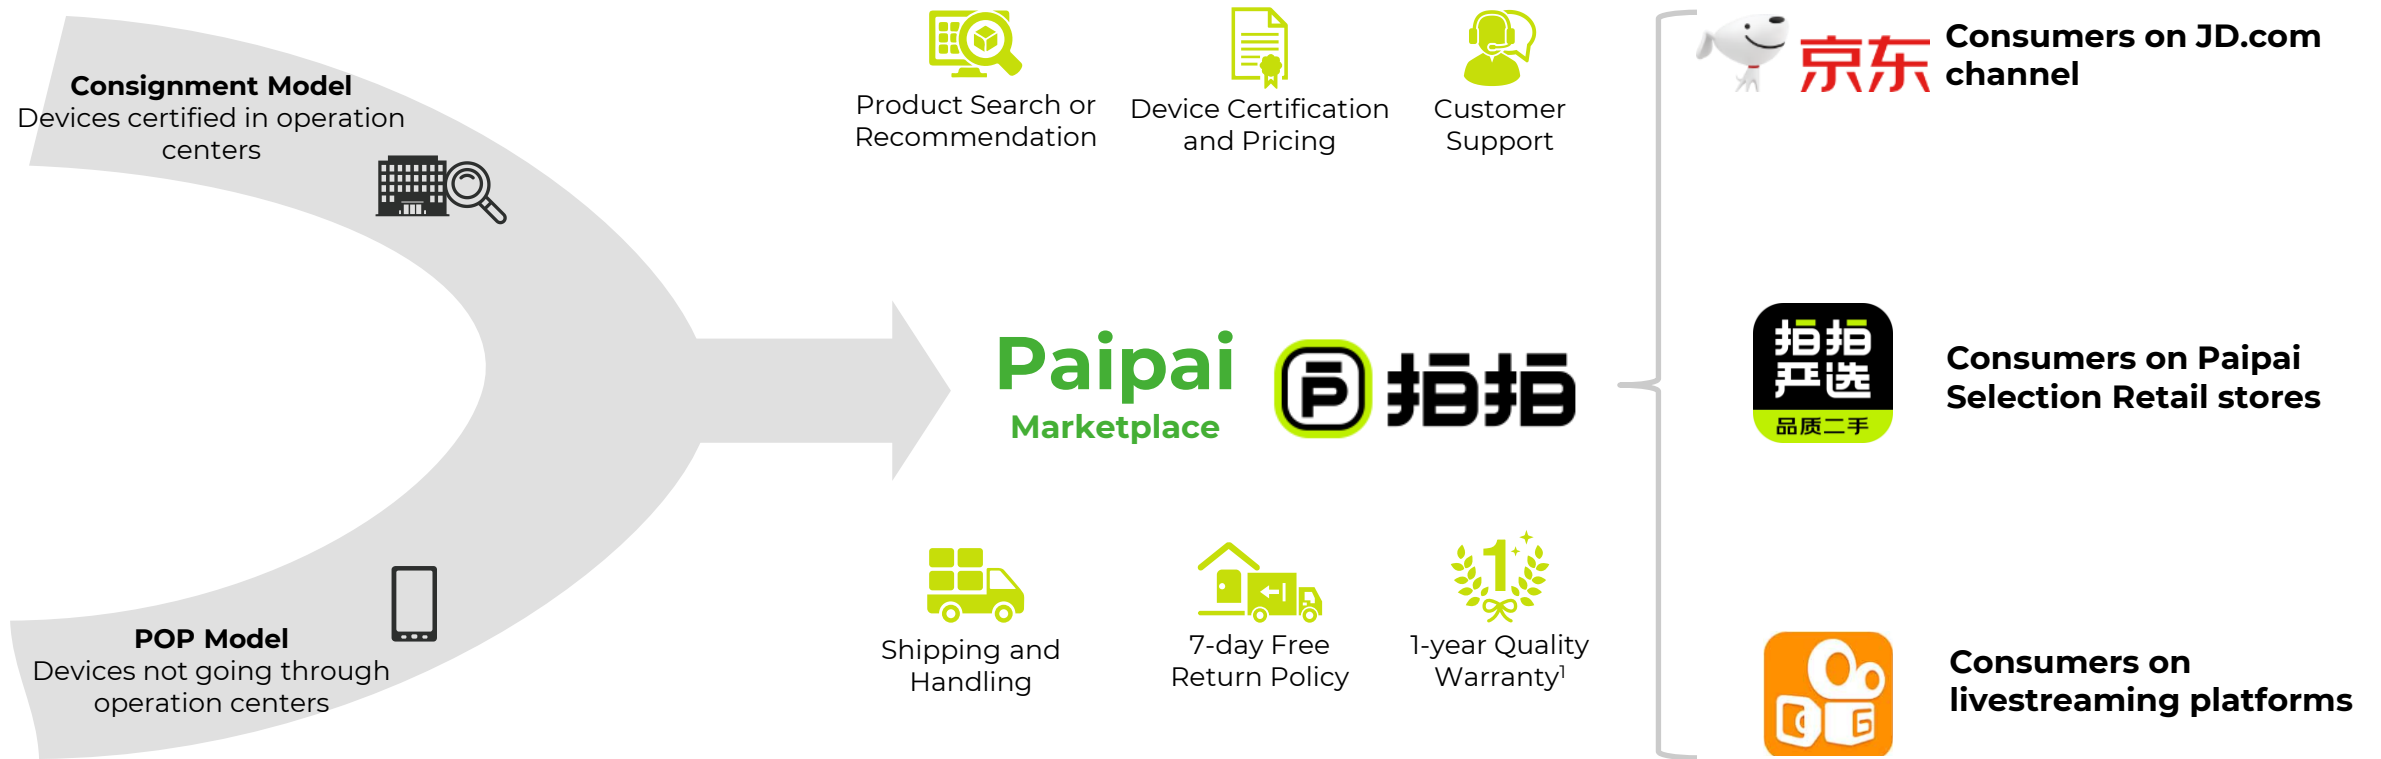 Consignment Model
Devices certified in operation
centers
POP Model
Devices not going through
operation centers
Product Search or
Recommendation
Device Certification
and Pricing
Customer
Support
Paipai
Marketplace
P 拍拍
Shipping and
Handling
7-day Free
Return Policy
1
1-year Quality
Warranty¹
京东
Consumers on JD.com
channel
拍拍
严选
品质二手
Consumers on Paipai
Selection Retail stores
Consumers on
livestreaming platforms